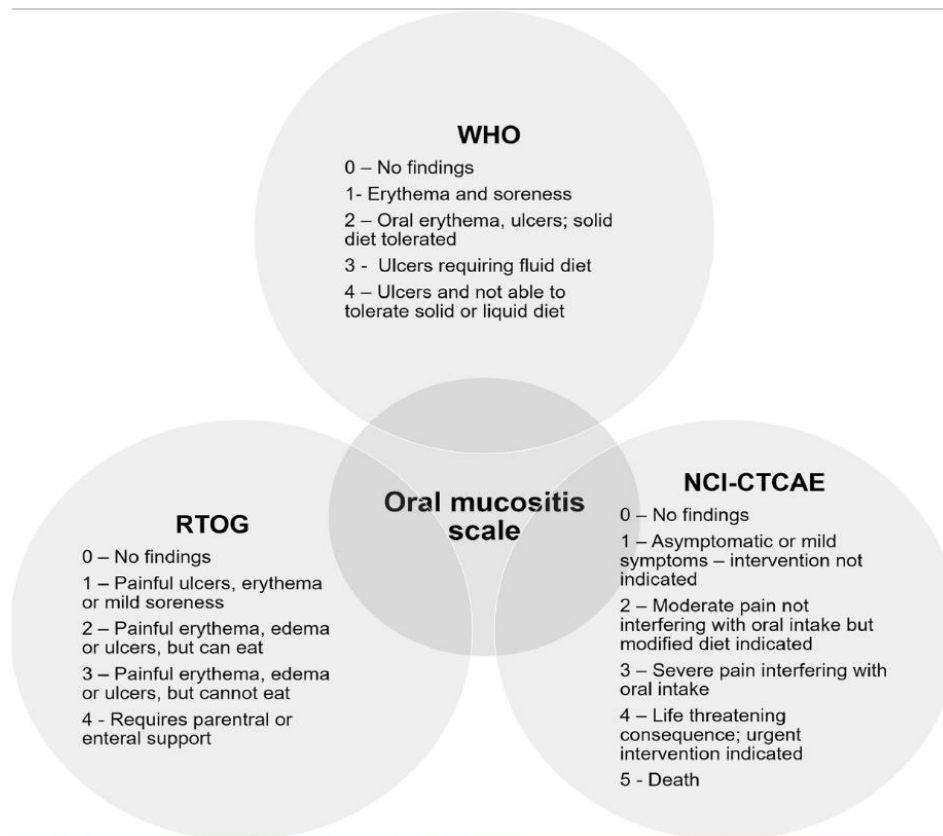 WHO
0 – No findings
1- Erythema and soreness
2 – Oral erythema, ulcers; solid
diet tolerated
3 -  Ulcers requiring fluid diet
4 – Ulcers and not able to
tolerate solid or liquid diet
Oral mucositis
scale
RTOG
0 – No findings
1 – Painful ulcers, erythema
or mild soreness
2 – Painful erythema, edema
or ulcers, but can eat
3 – Painful erythema, edema
or ulcers, but cannot eat
4 - Requires parentral or
enteral support
NCI-CTCAE
0 – No findings
1 – Asymptomatic or mild
symptoms – intervention not
indicated
2 – Moderate pain not
interfering with oral intake but
modified diet indicated
3 – Severe pain interfering with
oral intake
4 – Life threatening
consequence; urgent
intervention indicated
5 - Death